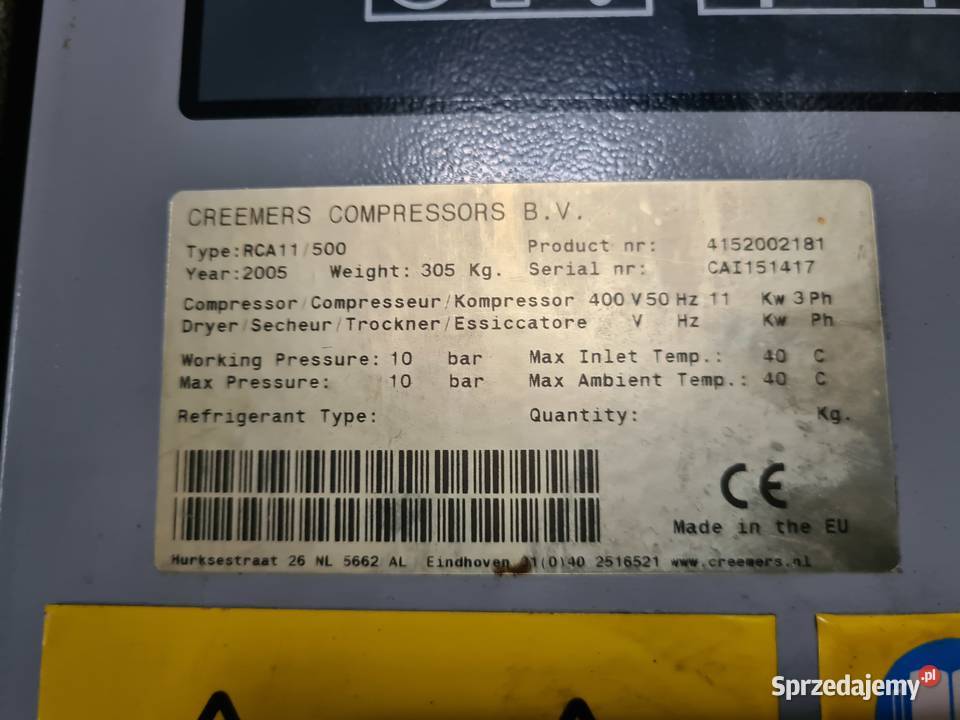 CREEMERS COMPRESSORS B.V.
Type:RCA11/500 Product nr: 4152002181
Year:2005 Weight: 305 Kg. Serial nr: CAI151417
Compressor/Compresseur/Kompressor 400 V 50 Hz 11 Kw 3 Ph
Dryer/Secheur/Trockner/Essiccatore V Hz Kw Ph
Working Pressure: 10 bar Max Inlet Temp.: 40 C
Max Pressure: 10 bar Max Ambient Temp.: 40 C
Refrigerant Type: Quantity: Kg.
CE
Made in the EU
Hurksestraat 26 NL 5662 AL Eindhoven 31(0)40 2516521 www.creemers.nl
Sprzedajemy.pl